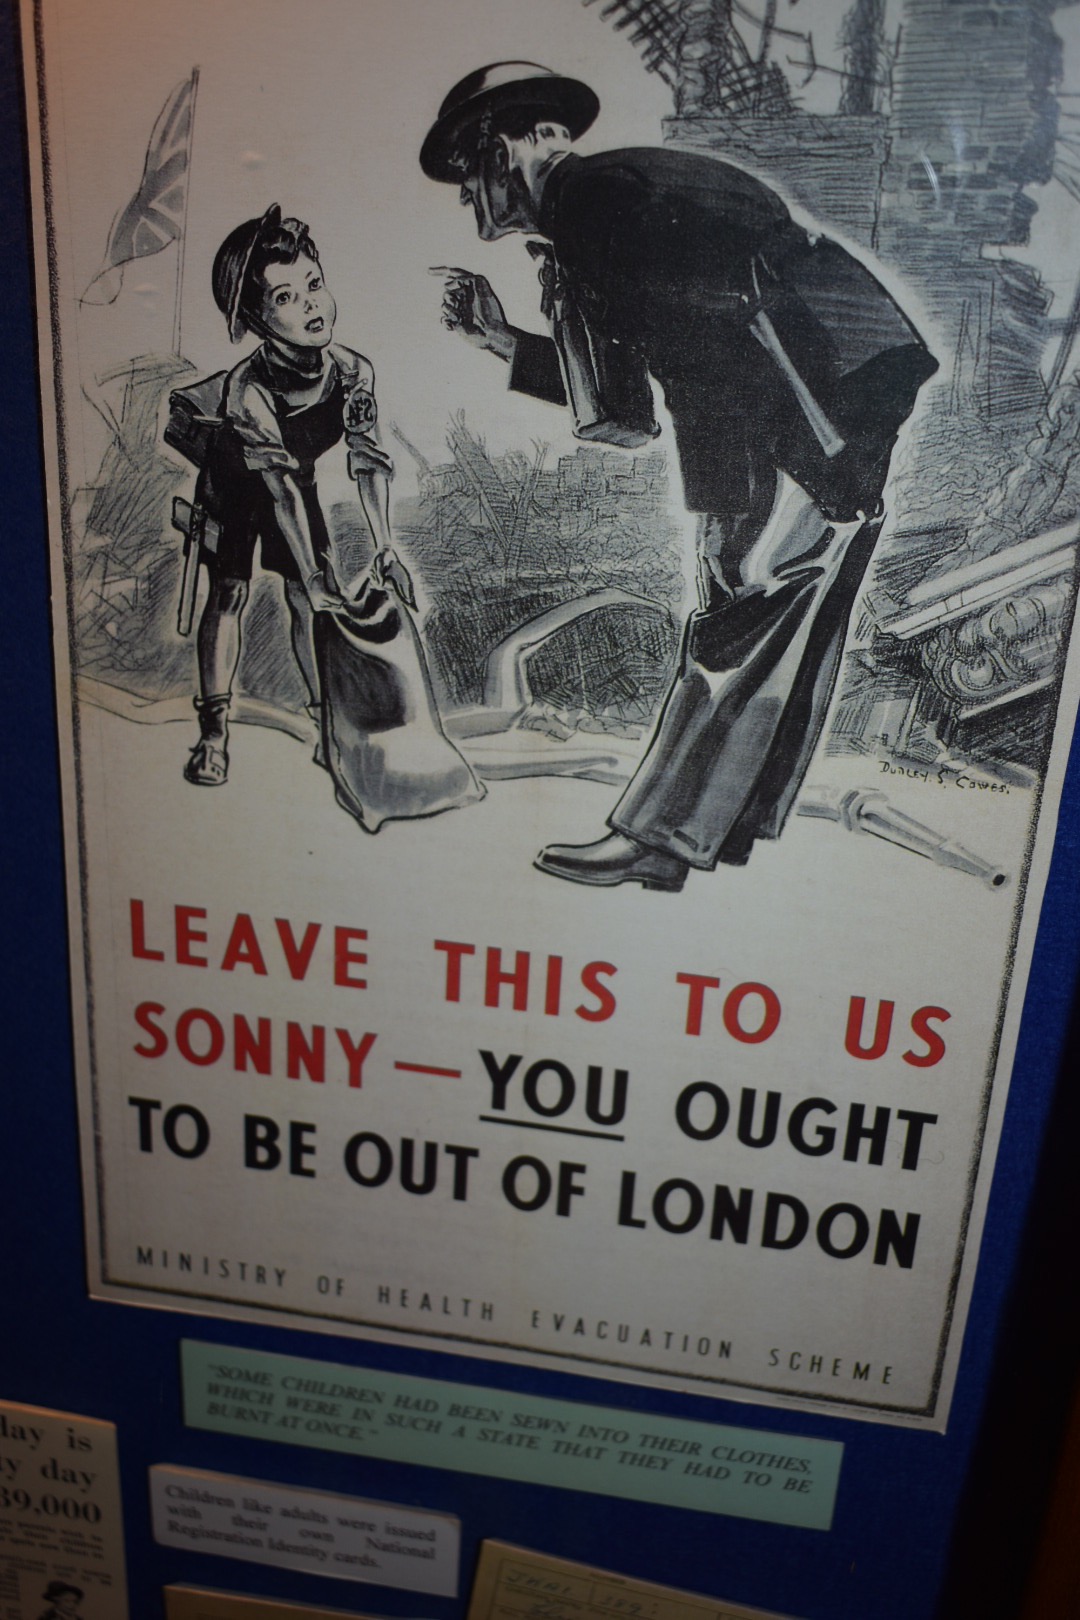 DUDLEY. S. COWES.
LEAVE THIS TO US
SONNY — YOU OUGHT
TO BE OUT OF LONDON
MINISTRY OF HEALTH EVACUATION SCHEME
"SOME CHILDREN HAD BEEN SEWN INTO THEIR CLOTHES,
WHICH WERE IN SUCH A STATE THAT THEY HAD TO BE
BURNT AT ONCE."
day is
day
39,000
Children like adults were issued
with their own National
Registration Identity cards.